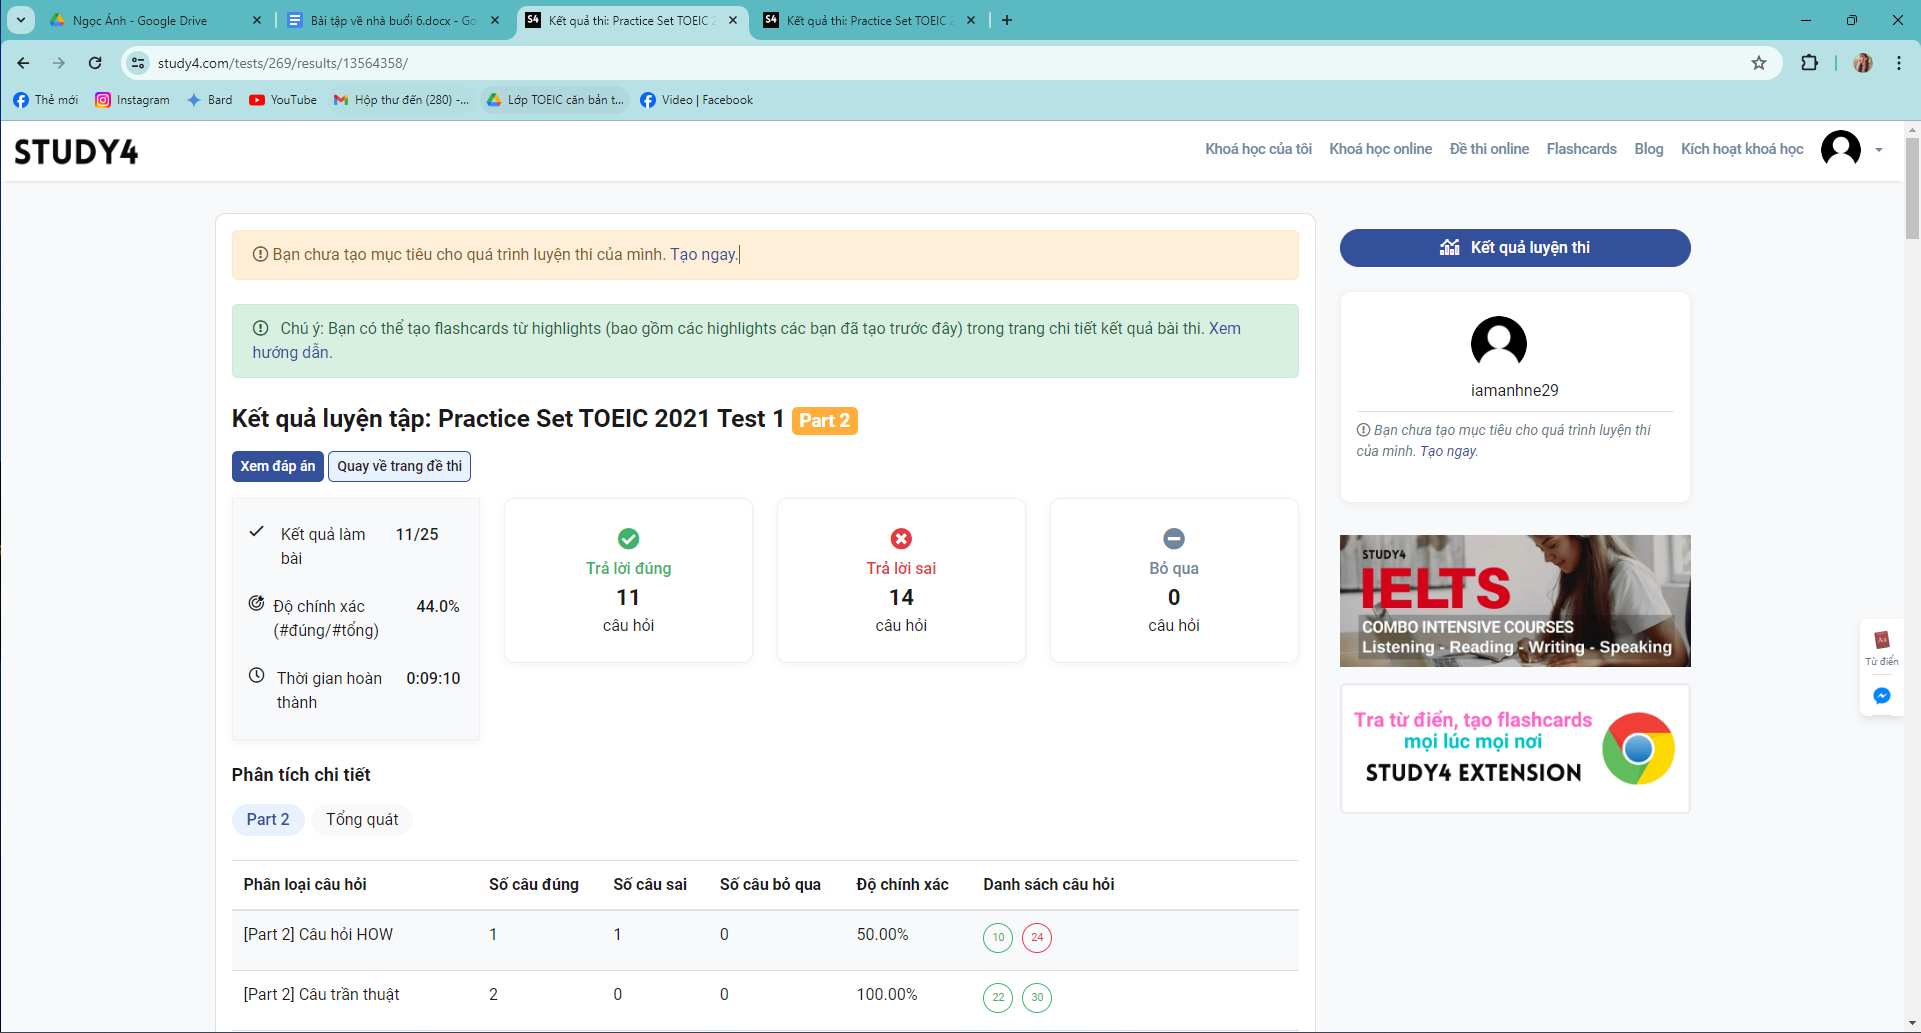 Ngọc Ánh - Google Drive
Bài tập về nhà buổi 6.docx - Go
S4 Kết quả thi: Practice Set TOEIC 2
S4 Kết quả thi: Practice Set TOEIC 2
study4.com/tests/269/results/13564358/
Thẻ mới
Instagram
Bard
YouTube
Hộp thư đến (280) -...
Lớp TOEIC căn bản t...
Video | Facebook
STUDY4
Khoá học của tôi
Khoá học online
Đề thi online
Flashcards
Blog
Kích hoạt khoá học
Bạn chưa tạo mục tiêu cho quá trình luyện thi của mình. Tạo ngay.
Chú ý: Bạn có thể tạo flashcards từ highlights (bao gồm các highlights các bạn đã tạo trước đây) trong trang chi tiết kết quả bài thi. Xem
hướng dẫn.
Kết quả luyện tập: Practice Set TOEIC 2021 Test 1 Part 2
Xem đáp án
Quay về trang đề thi
Kết quả làm bài 11/25
Độ chính xác (#đúng/#tổng) 44.0%
Thời gian hoàn thành 0:09:10
Trả lời đúng
11
câu hỏi
Trả lời sai
14
câu hỏi
Bỏ qua
0
câu hỏi
Phân tích chi tiết
Part 2
Tổng quát
Phân loại câu hỏi Số câu đúng Số câu sai Số câu bỏ qua Độ chính xác Danh sách câu hỏi
[Part 2] Câu hỏi HOW 1 1 0 50.00% 10 24
[Part 2] Câu trần thuật 2 0 0 100.00% 22 30
Kết quả luyện thi
iamanhne29
Bạn chưa tạo mục tiêu cho quá trình luyện thi
của mình. Tạo ngay.
STUDY4
IELTS
COMBO INTENSIVE COURSES
Listening - Reading - Writing - Speaking
Tra từ điển, tạo flashcards
mọi lúc mọi nơi
STUDY4 EXTENSION
Aa
Từ điển